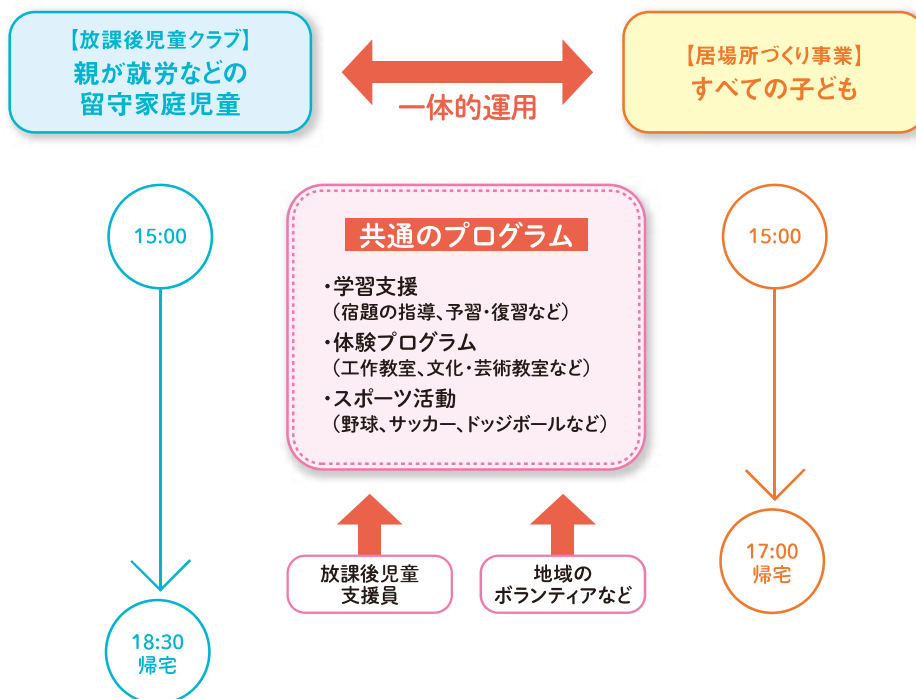 【放課後児童クラブ】
親が就労などの
留守家庭児童
一体的運用
【居場所づくり事業】
すべての子ども
15:00
18:30
帰宅
共通のプログラム
・学習支援
（宿題の指導、予習・復習など）
・体験プログラム
（工作教室、文化・芸術教室など）
・スポーツ活動
（野球、サッカー、ドッジボールなど）
放課後児童
支援員
地域の
ボランティアなど
15:00
17:00
帰宅